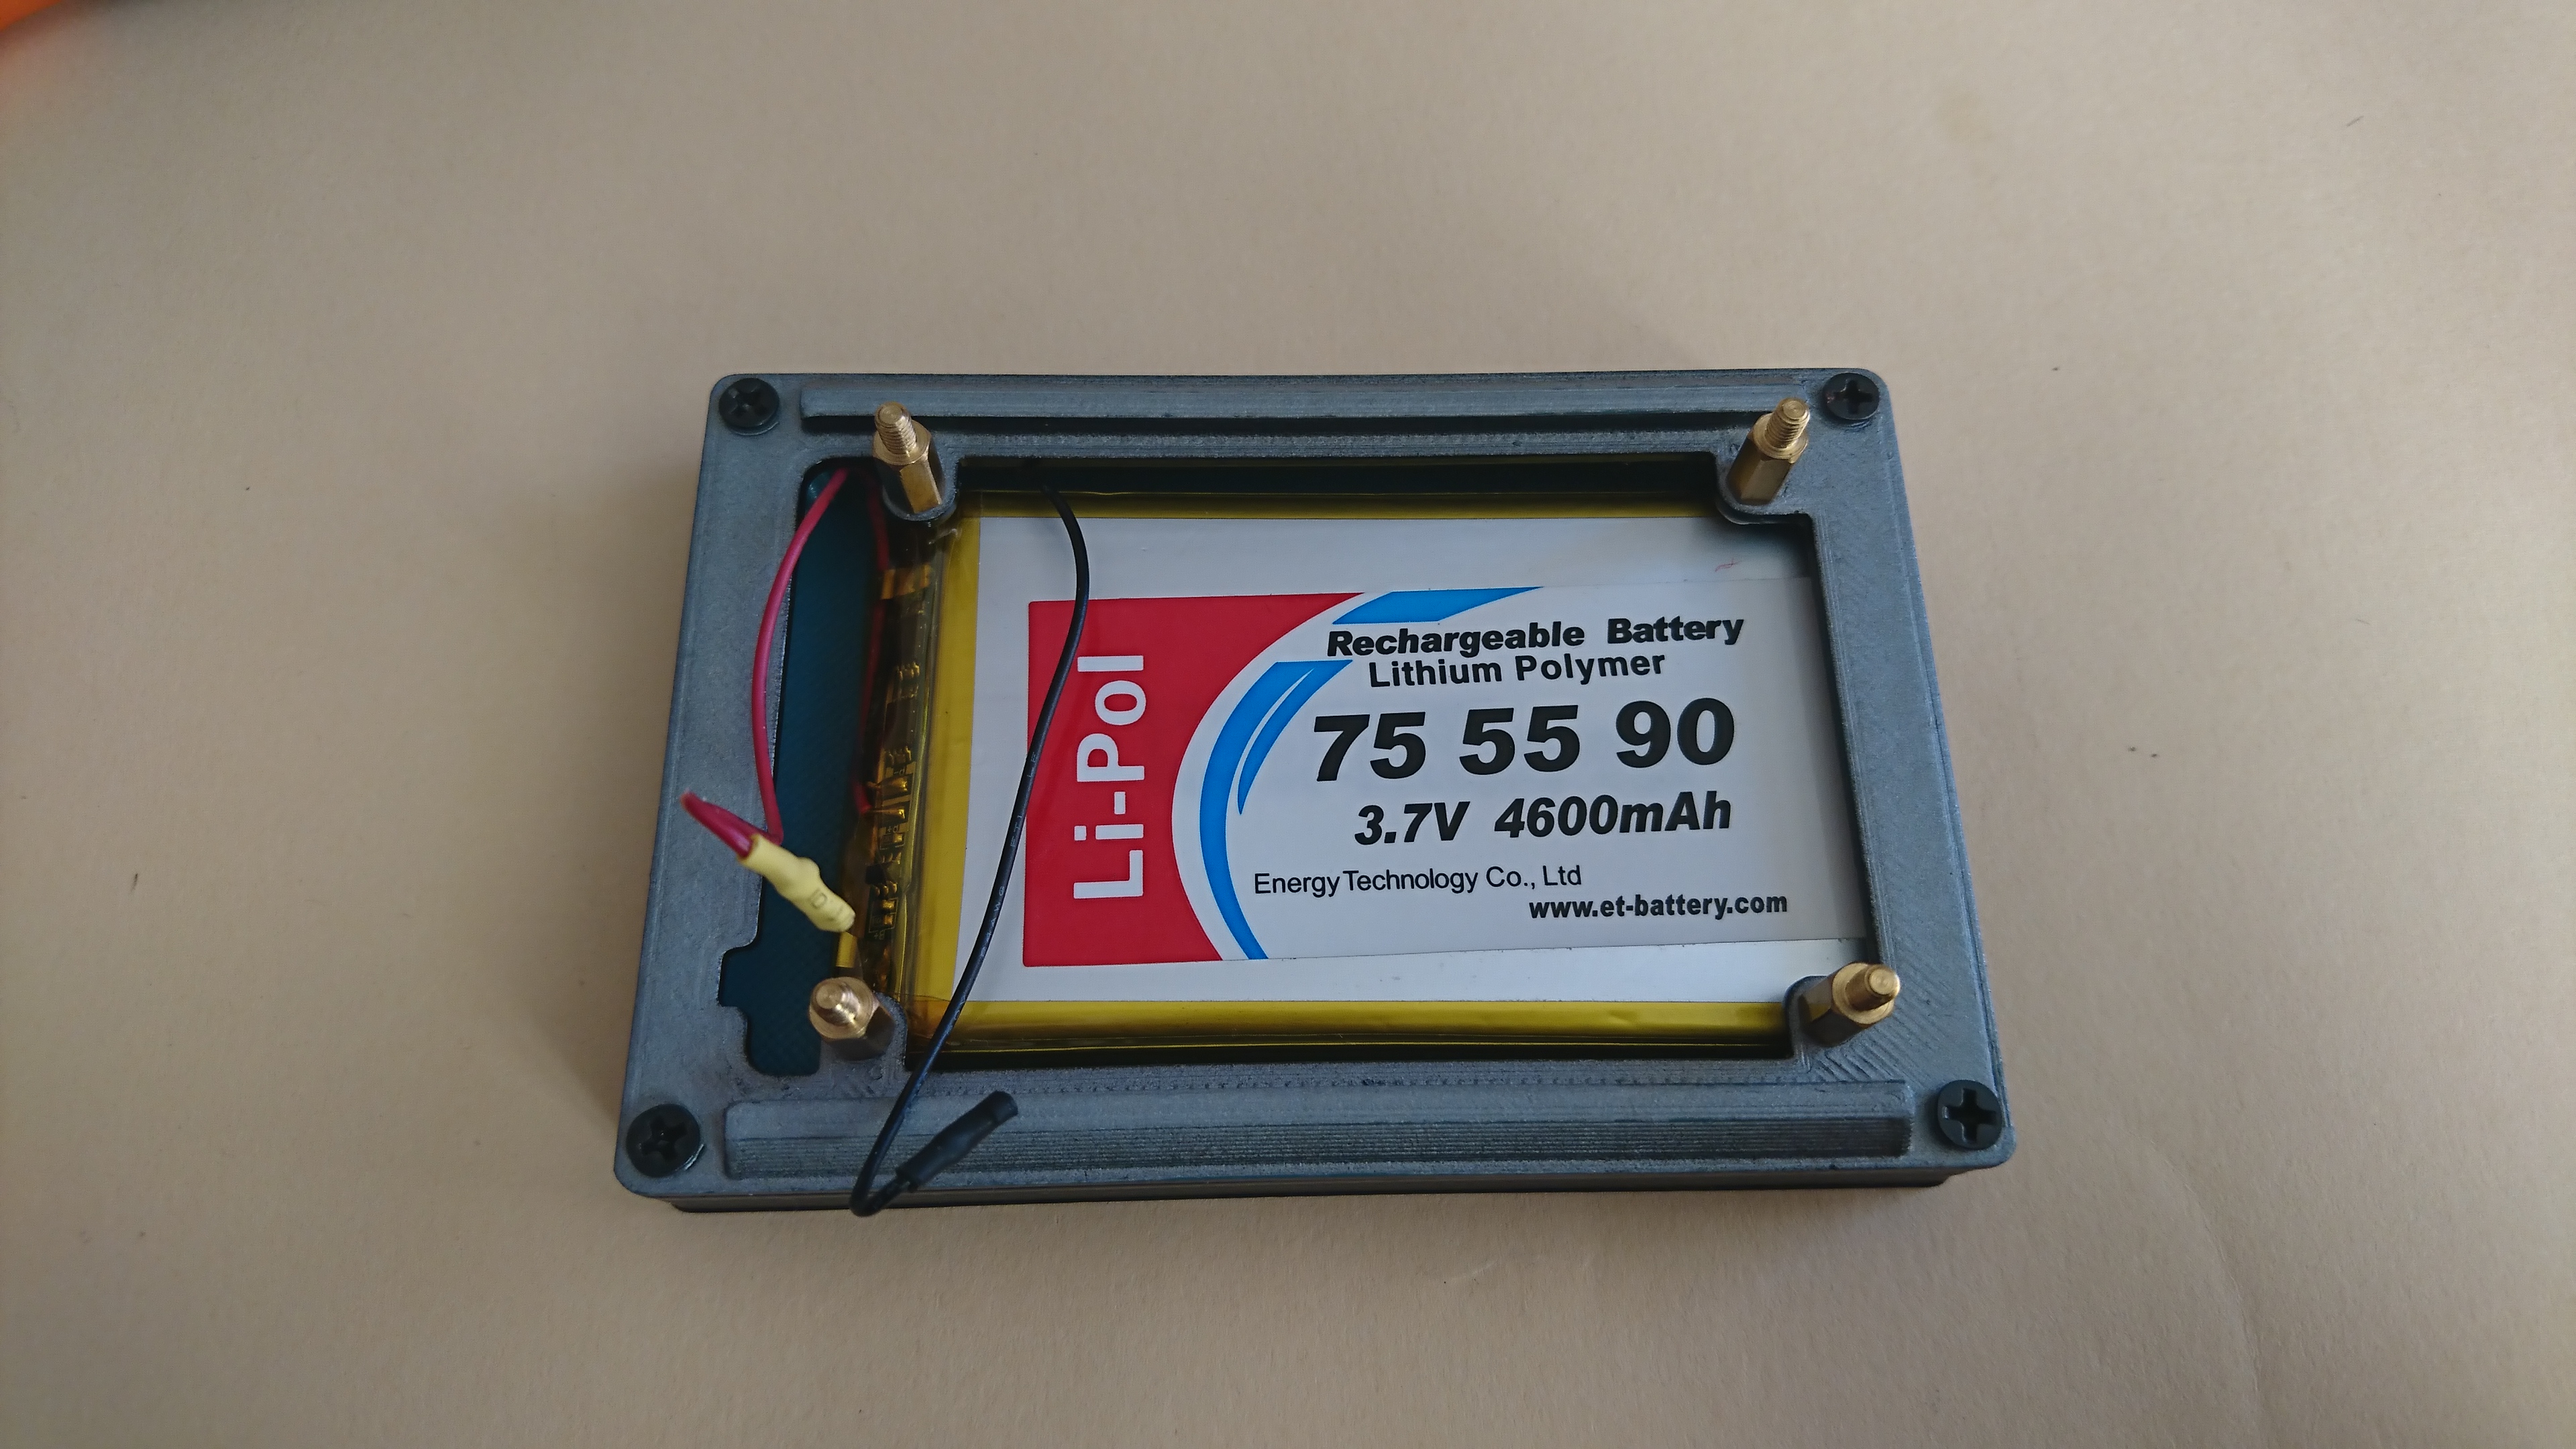 Li-Pol
Rechargeable Battery
Lithium Polymer
75 55 90
3.7V 4600mAh
Energy Technology Co., Ltd
www.et-battery.com